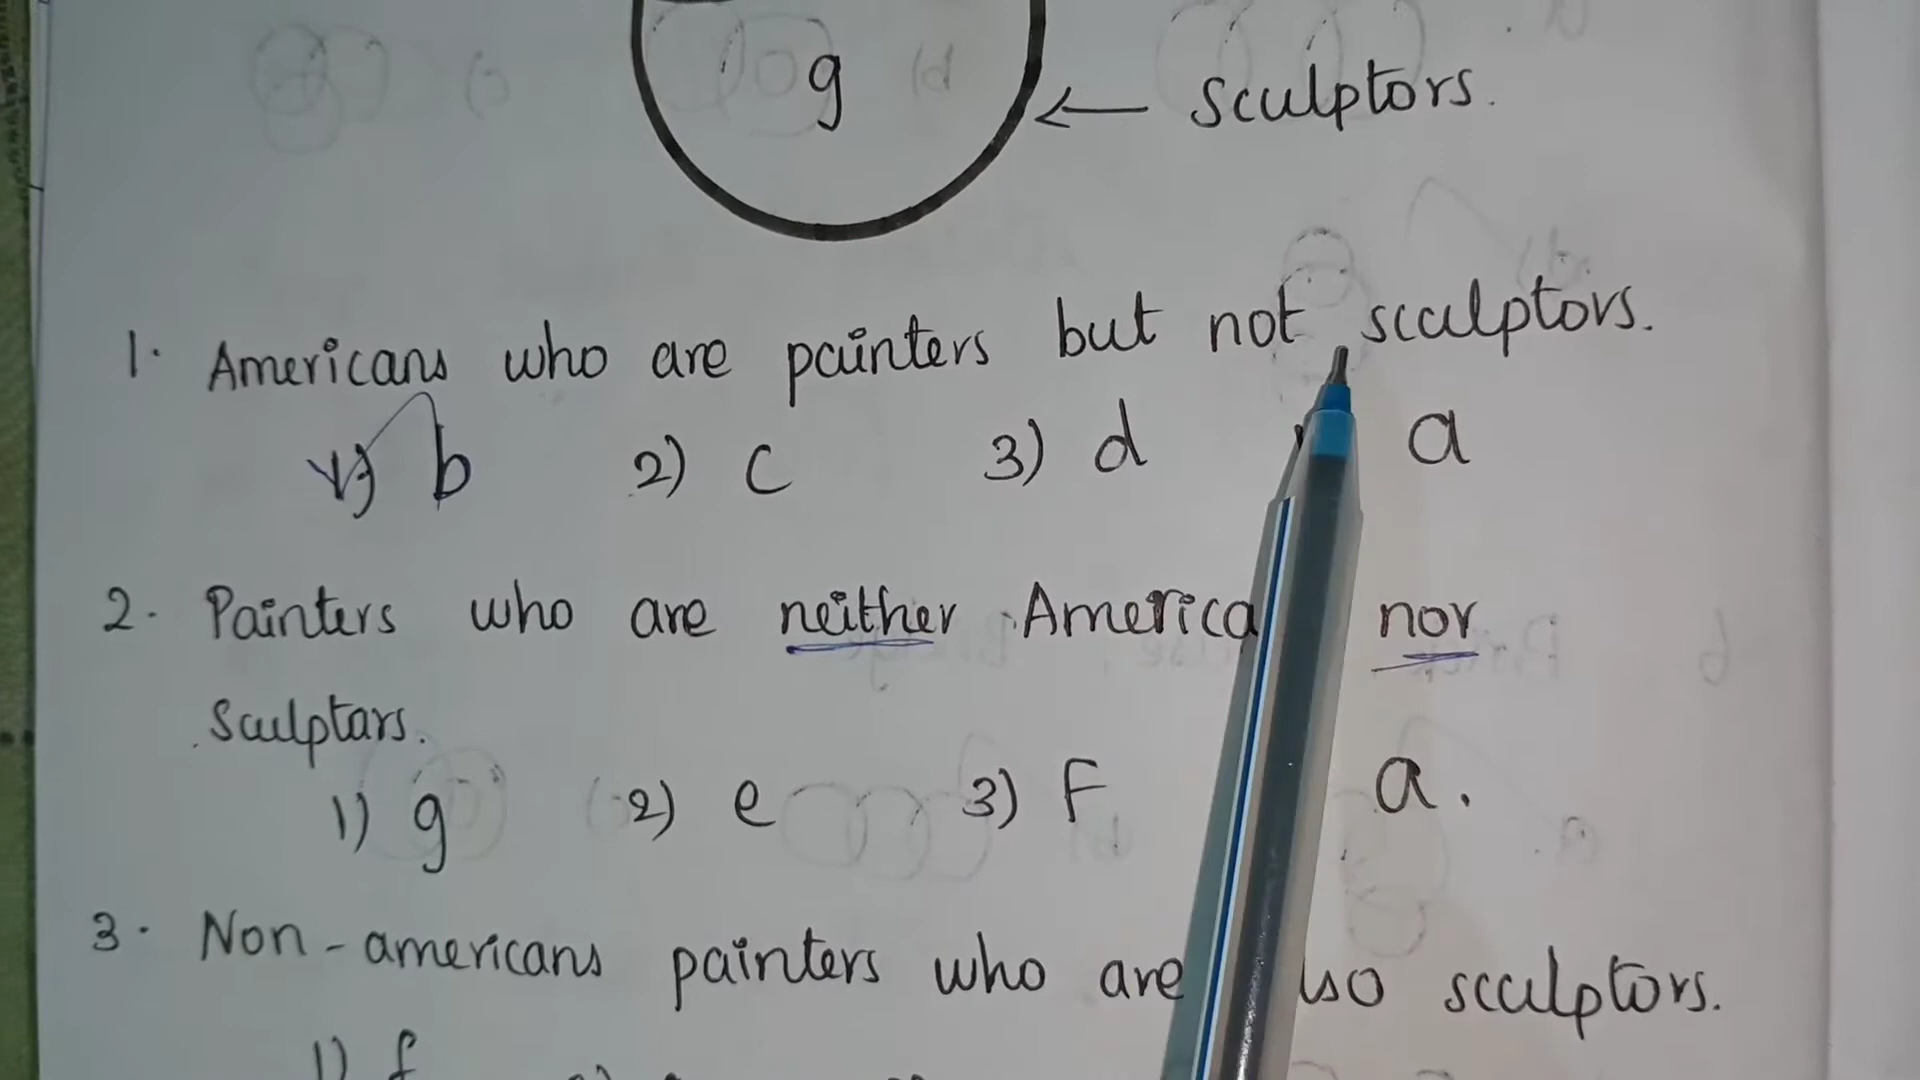 g
← sculptors.
1. Americans who are painters but not sculptors.
1) b 2) c 3) d a
2. Painters who are neither America nor
Sculptars.
1) g 2) e 3) F a.
3. Non-americans painters who are so sculptors.
1) f